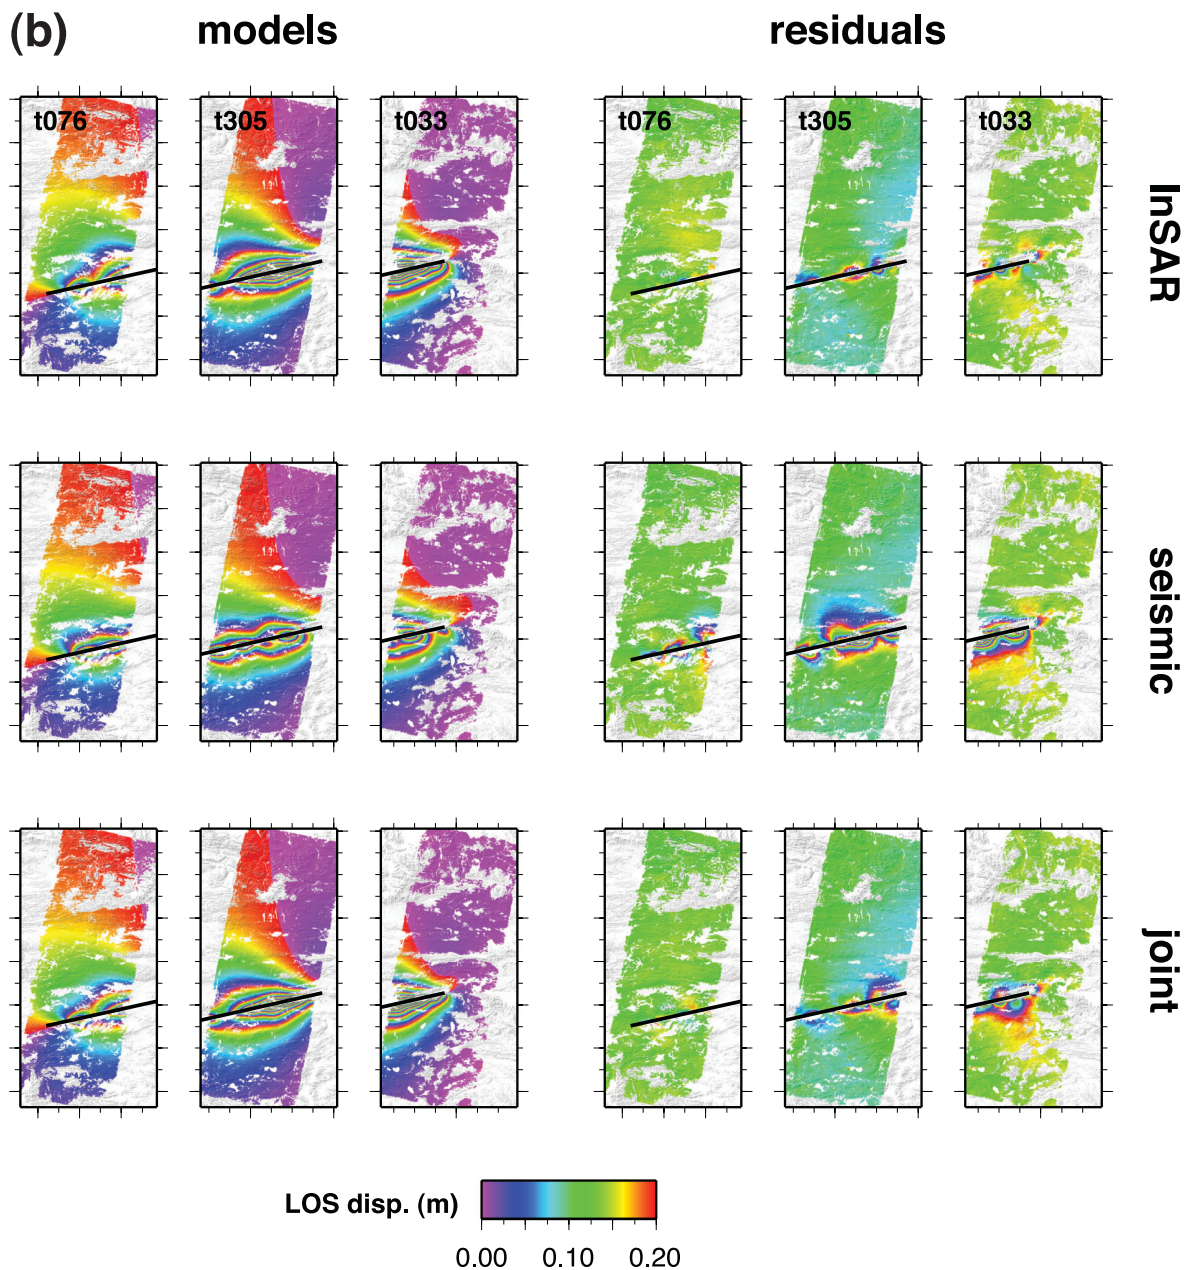 (b) models residuals
t076 t305 t033 t076 t305 t033
InSAR
seismic
joint
LOS disp. (m)
0.00 0.10 0.20